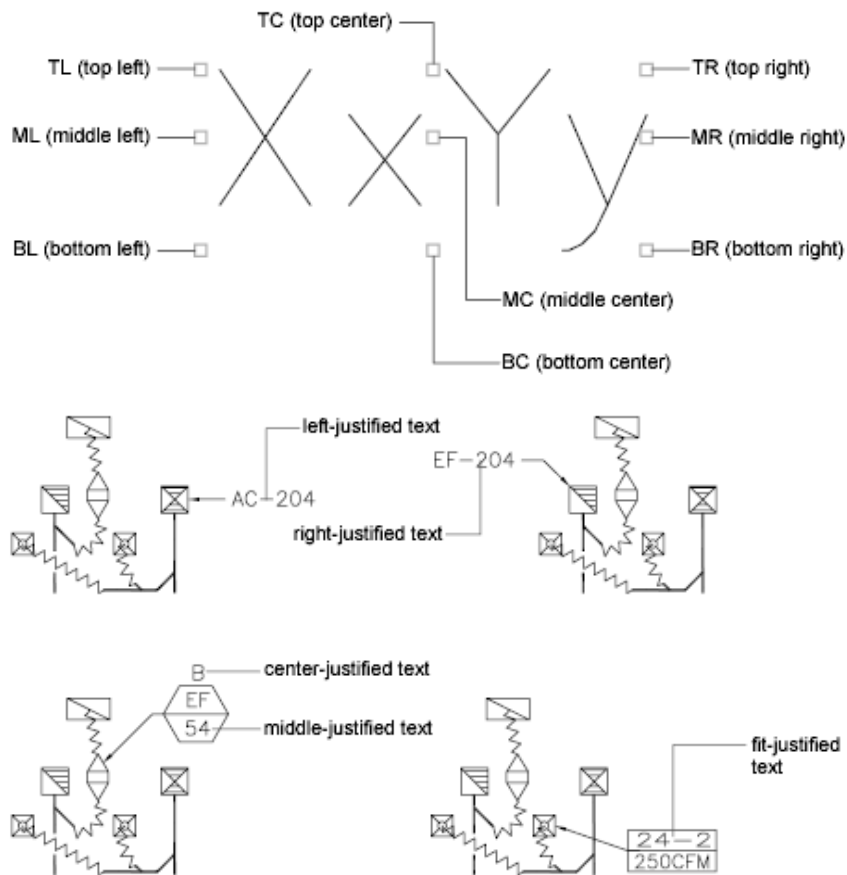 TC (top center)
TL (top left)
TR (top right)
XxYy
ML (middle left)
MR (middle right)
BL (bottom left)
BR (bottom right)
MC (middle center)
BC (bottom center)
left-justified text
EF-204
AC-204
right-justified text
B
center-justified text
EF
54
middle-justified text
fit-justified
text
24-2
250CFM